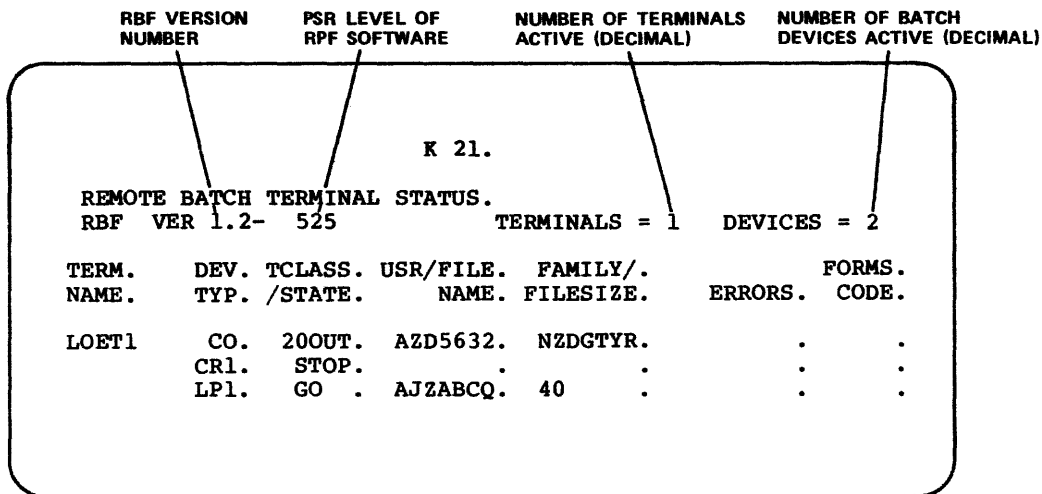 RBF VERSION NUMBER
PSR LEVEL OF RPF SOFTWARE
NUMBER OF TERMINALS ACTIVE (DECIMAL)
NUMBER OF BATCH DEVICES ACTIVE (DECIMAL)
K 21.
REMOTE BATCH TERMINAL STATUS.
RBF VER 1.2- 525 TERMINALS = 1 DEVICES = 2
TERM. DEV. TCLASS. USR/FILE. FAMILY/. FORMS.
NAME. TYP. /STATE. NAME. FILESIZE. ERRORS. CODE.
LOET1 CO. 200UT. AZD5632. NZDGTYR. . .
CR1. STOP. . . . .
LP1. GO . AJZABCQ. 40 . . .